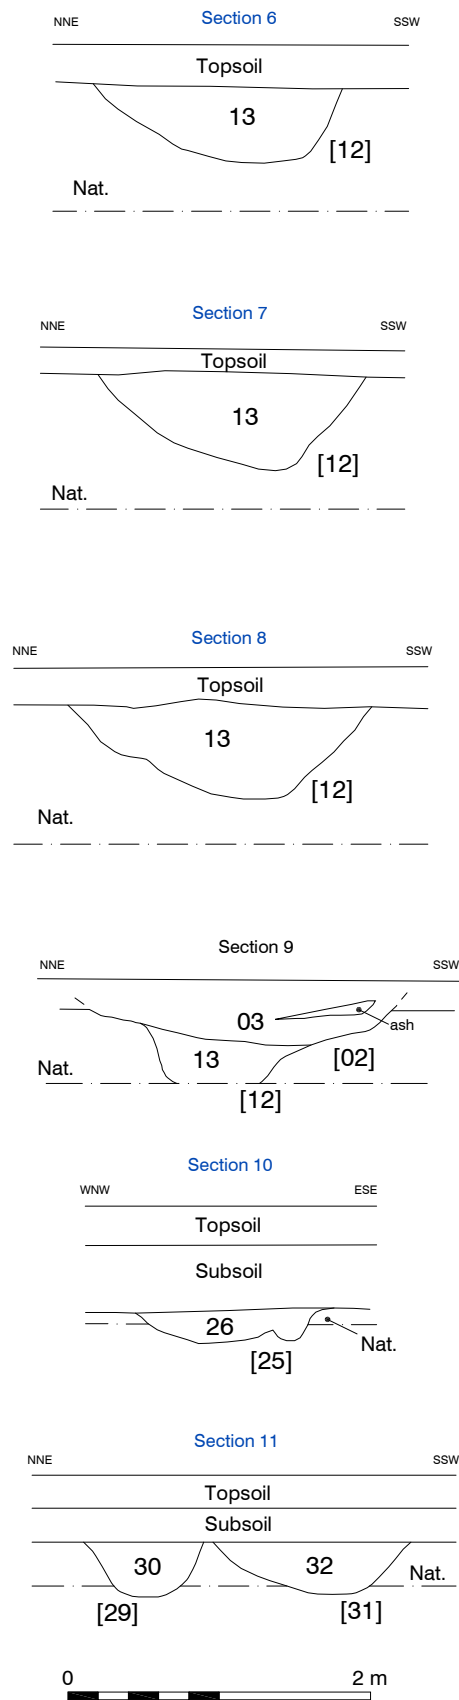 Section 6
NNE SSW
Topsoil
13
[12]
Nat.
Section 7
NNE SSW
Topsoil
13
[12]
Nat.
Section 8
NNE SSW
Topsoil
13
[12]
Nat.
Section 9
NNE SSW
03
ash
13
[02]
Nat.
[12]
Section 10
WNW ESE
Topsoil
Subsoil
26
Nat.
[25]
Section 11
NNE SSW
Topsoil
Subsoil
30 32
Nat.
[29] [31]
0 2 m